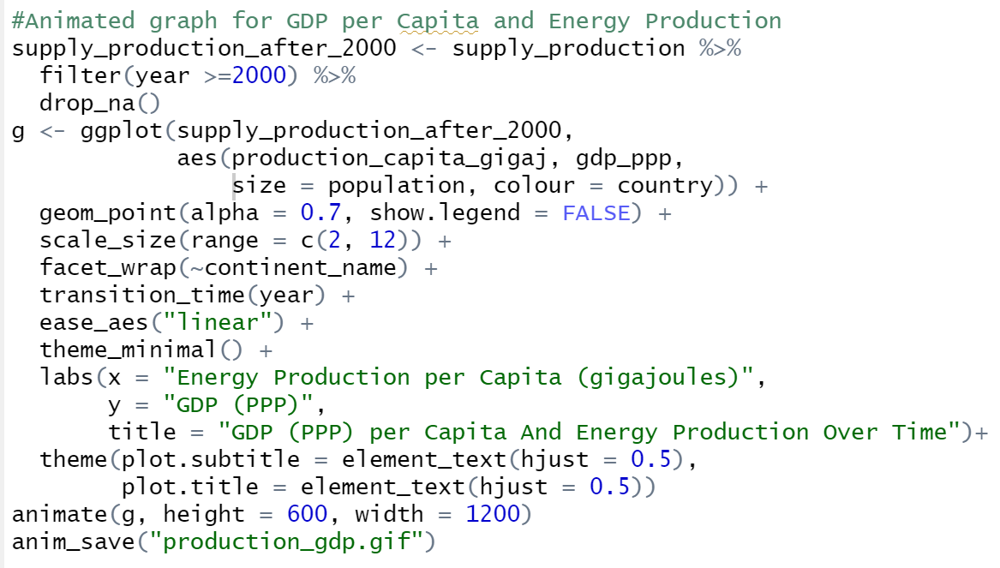 #Animated graph for GDP per Capita and Energy Production
supply_production_after_2000 <- supply_production %>%
  filter(year >=2000) %>%
  drop_na()
g <- ggplot(supply_production_after_2000,
            aes(production_capita_gigaj, gdp_ppp,
                size = population, colour = country)) +
  geom_point(alpha = 0.7, show.legend = FALSE) +
  scale_size(range = c(2, 12)) +
  facet_wrap(~continent_name) +
  transition_time(year) +
  ease_aes("linear") +
  theme_minimal() +
  labs(x = "Energy Production per Capita (gigajoules)",
       y = "GDP (PPP)",
       title = "GDP (PPP) per Capita And Energy Production Over Time")+
  theme(plot.subtitle = element_text(hjust = 0.5),
        plot.title = element_text(hjust = 0.5))
animate(g, height = 600, width = 1200)
anim_save("production_gdp.gif")